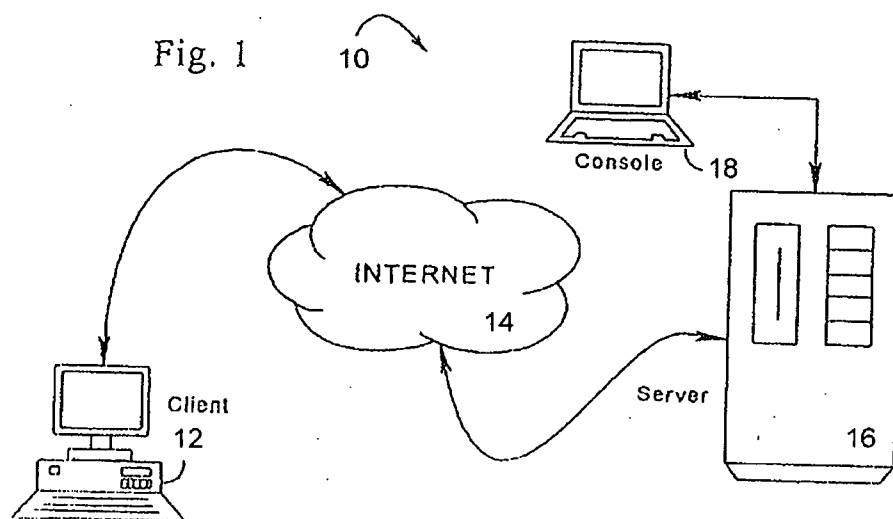 Fig. 1
10
Console
18
INTERNET
14
Client
12
Server
16